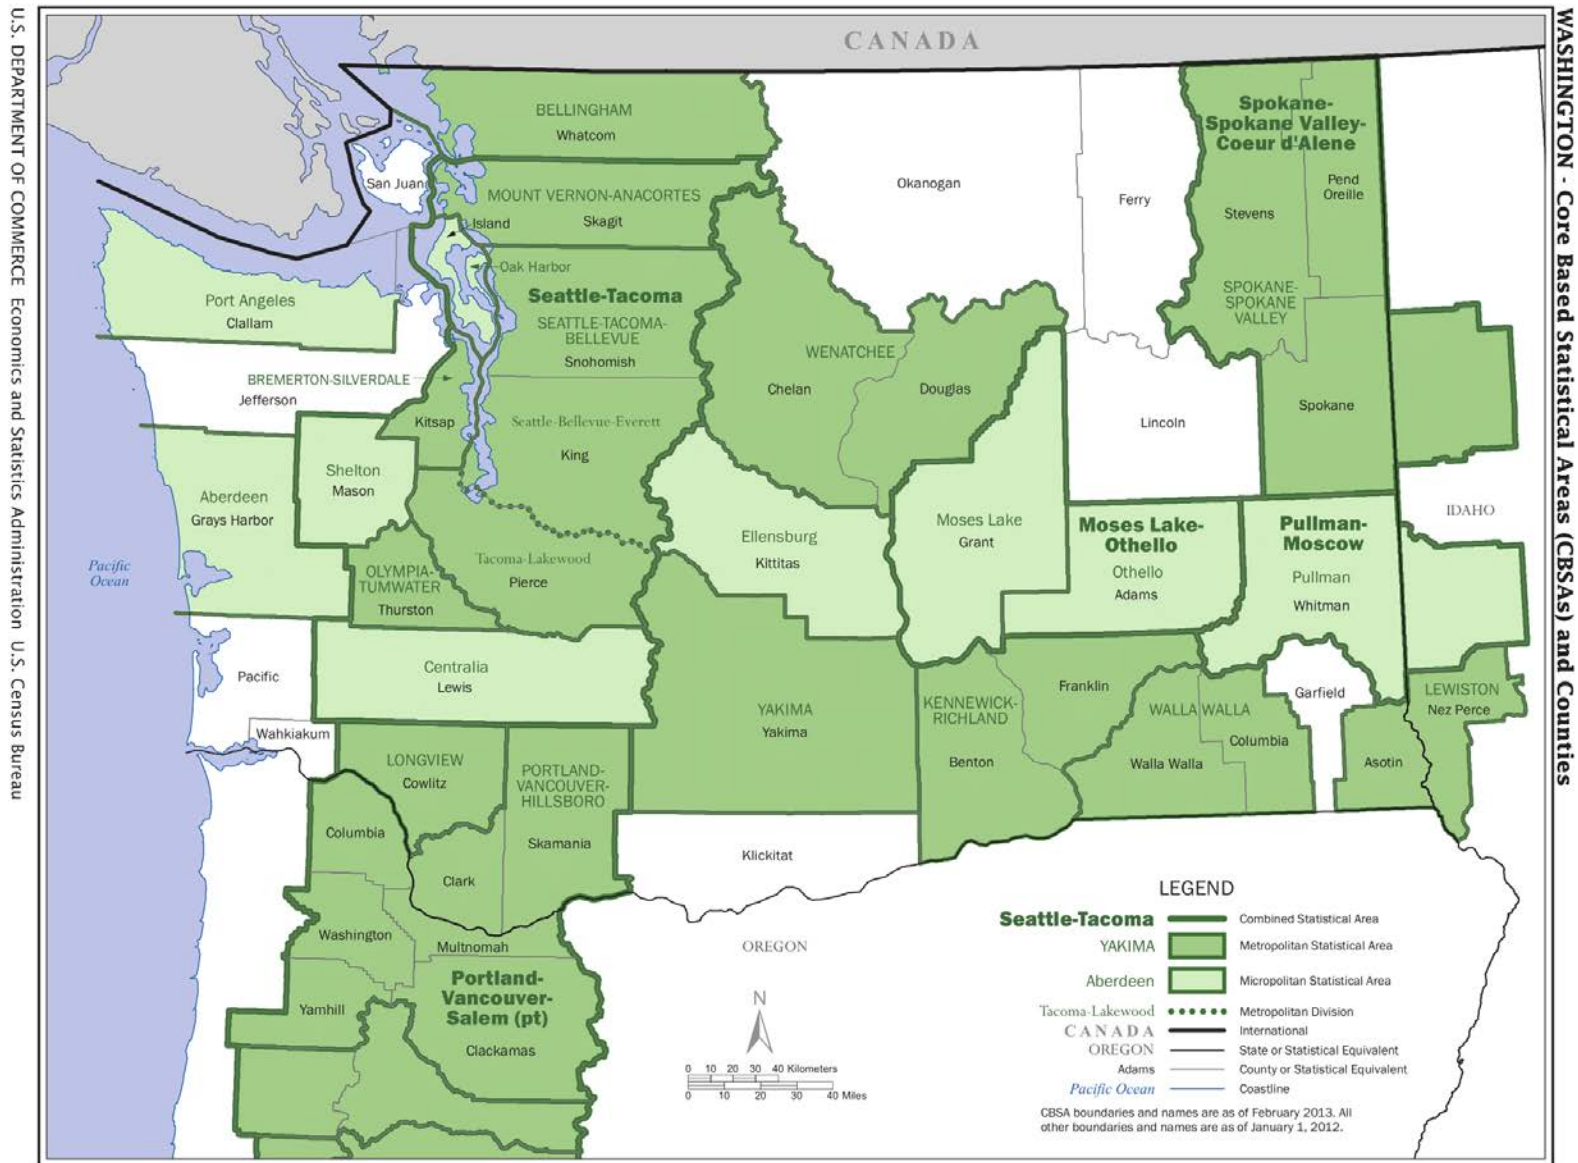 WASHINGTON - Core Based Statistical Areas (CBSAs) and Counties
U.S. DEPARTMENT OF COMMERCE Economics and Statistics Administration U.S. Census Bureau
CANADA
BELLINGHAM
Whatcom
San Juan
MOUNT VERNON-ANACORTES
Skagit
Island
Oak Harbor
Okanogan
Ferry
Spokane-
Spokane Valley-
Coeur d'Alene
Pend
Oreille
Stevens
SPOKANE-
SPOKANE
VALLEY
Spokane
Port Angeles
Clallam
Seattle-Tacoma
SEATTLE-TACOMA-
BELLEVUE
Snohomish
WENATCHEE
Chelan
Douglas
BREMERTON-SILVERDALE
Jefferson
Kitsap
Seattle-Bellevue-Everett
King
Lincoln
Shelton
Mason
Aberdeen
Grays Harbor
Pacific
Ocean
Ellensburg
Kittitas
Moses Lake
Grant
Moses Lake-
Othello
Othello
Adams
Pullman-
Moscow
Pullman
Whitman
IDAHO
OLYMPIA-
TUMWATER
Thurston
Tacoma-Lakewood
Pierce
Centralia
Lewis
Pacific
Wahkiakum
YAKIMA
Yakima
KENNEWICK-
RICHLAND
Benton
Franklin
WALLA WALLA
Walla Walla
Columbia
Garfield
Asotin
LEWISTON
Nez Perce
LONGVIEW
Cowlitz
PORTLAND-
VANCOUVER-
HILLSBORO
Skamania
Columbia
Clark
Klickitat
Washington
Multnomah
Yamhill
Portland-
Vancouver-
Salem (pt)
Clackamas
OREGON
N
0 10 20 30 40 Kilometers
0 10 20 30 40 Miles
LEGEND
Seattle-Tacoma Combined Statistical Area
YAKIMA Metropolitan Statistical Area
Aberdeen Micropolitan Statistical Area
Tacoma-Lakewood Metropolitan Division
CANADA International
OREGON State or Statistical Equivalent
Adams County or Statistical Equivalent
Pacific Ocean Coastline
CBSA boundaries and names are as of February 2013. All
other boundaries and names are as of January 1, 2012.